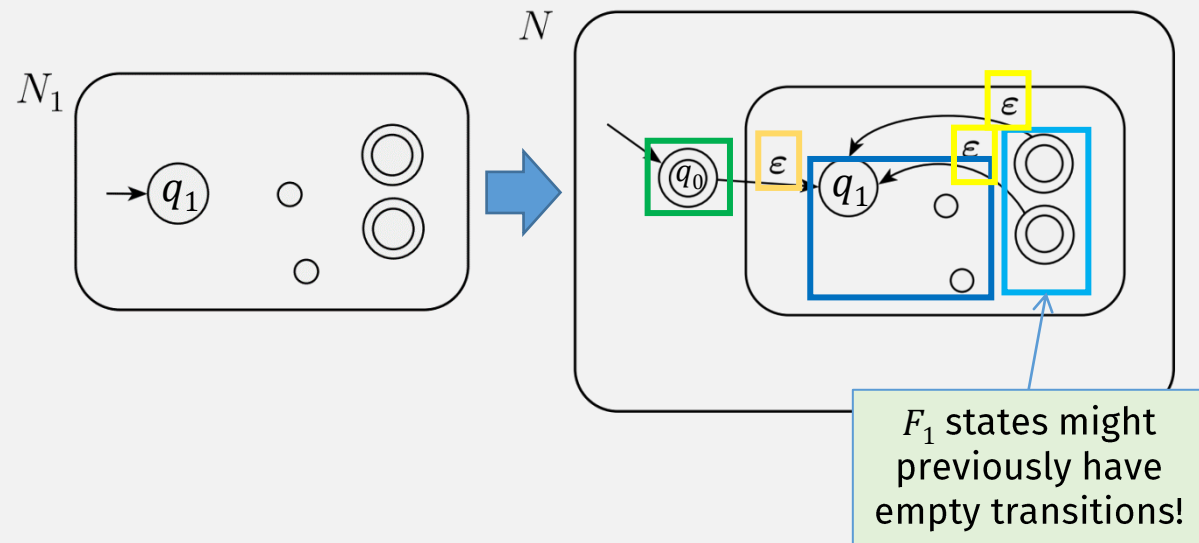 N
N₁
ε
ε
ε
q₀
q₁
q₁
F₁ states might
previously have
empty transitions!